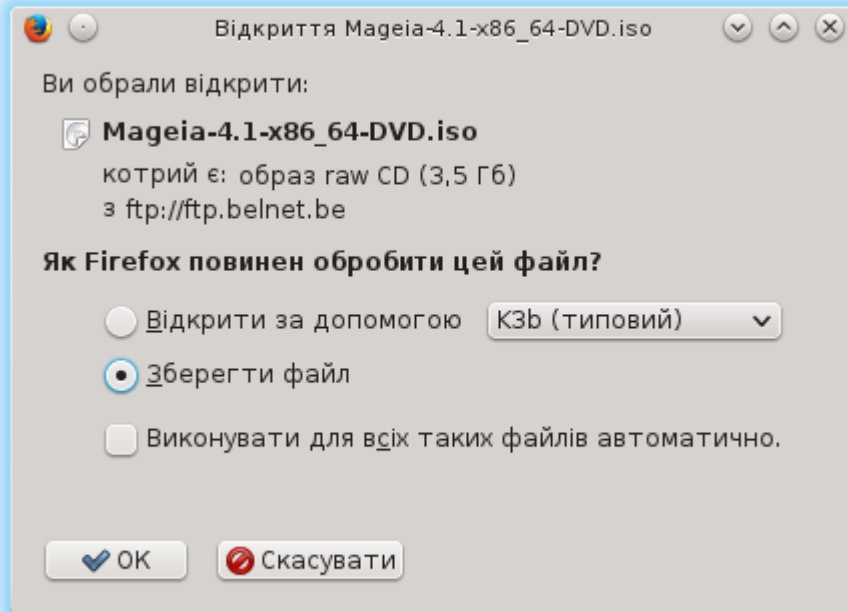 Відкриття Mageia-4.1-x86_64-DVD.iso
Ви обрали відкрити:
Mageia-4.1-x86_64-DVD.iso
котрий є: образ raw CD (3,5 Гб)
з ftp://ftp.belnet.be
Як Firefox повинен обробити цей файл?
Відкрити за допомогою K3b (типовий)
Зберегти файл
Виконувати для всіх таких файлів автоматично.
OK Скасувати